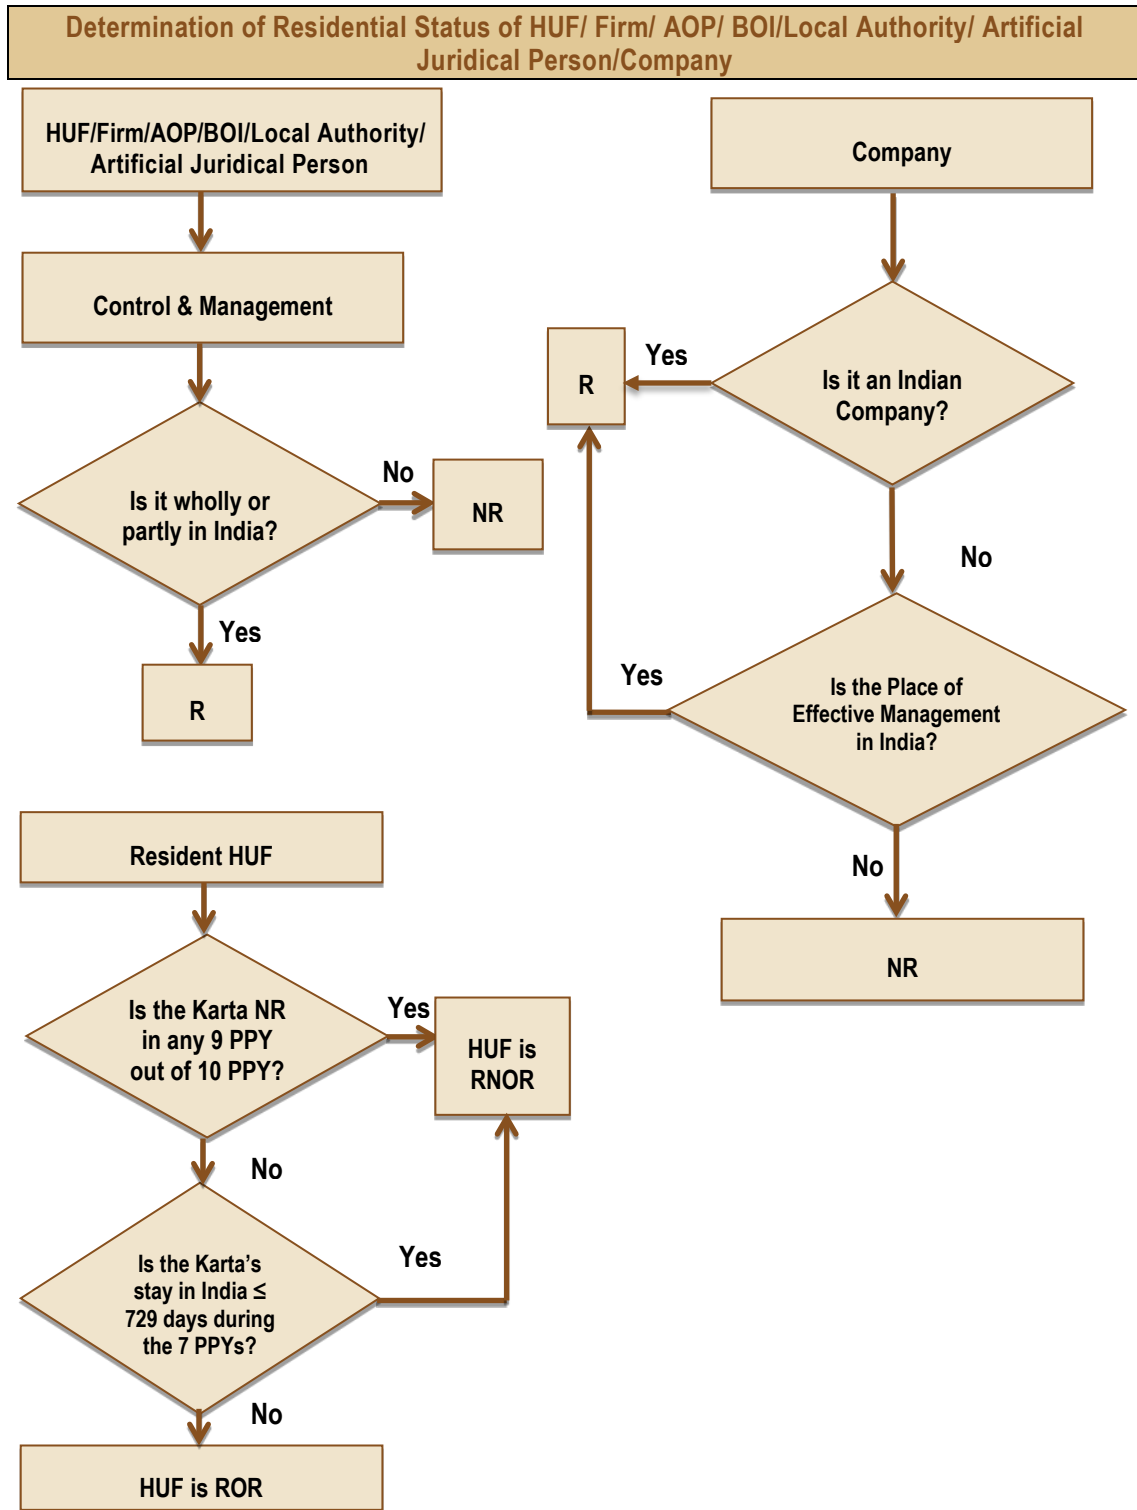 Determination of Residential Status of HUF/ Firm/ AOP/ BOI/Local Authority/ Artificial
Juridical Person/Company
HUF/Firm/AOP/BOI/Local Authority/
Artificial Juridical Person
Control & Management
Is it wholly or
partly in India?
No
NR
Yes
R
Company
Is it an Indian
Company?
Yes
R
No
Is the Place of
Effective Management
in India?
Yes
No
NR
Resident HUF
Is the Karta NR
in any 9 PPY
out of 10 PPY?
Yes
HUF is
RNOR
No
Is the Karta’s
stay in India ≤
729 days during
the 7 PPYs?
Yes
No
HUF is ROR